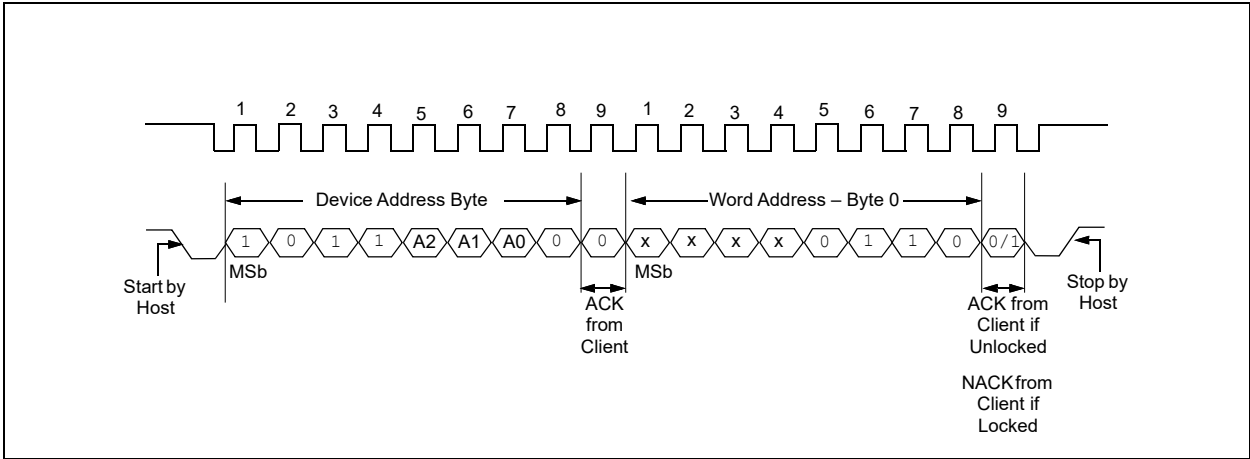 1 2 3 4 5 6 7 8 9 1 2 3 4 5 6 7 8 9
Device Address Byte
Word Address – Byte 0
1 0 1 1 A2 A1 A0 0 0 x x x x 0 1 1 0 0/1
MSb
MSb
Start by
Host
ACK
from
Client
ACK from
Client if
Unlocked
NACK from
Client if
Locked
Stop by
Host